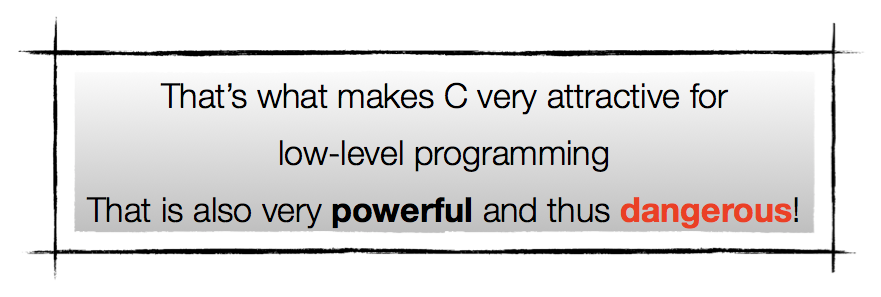 That’s what makes C very attractive for
low-level programming
That is also very powerful and thus dangerous!